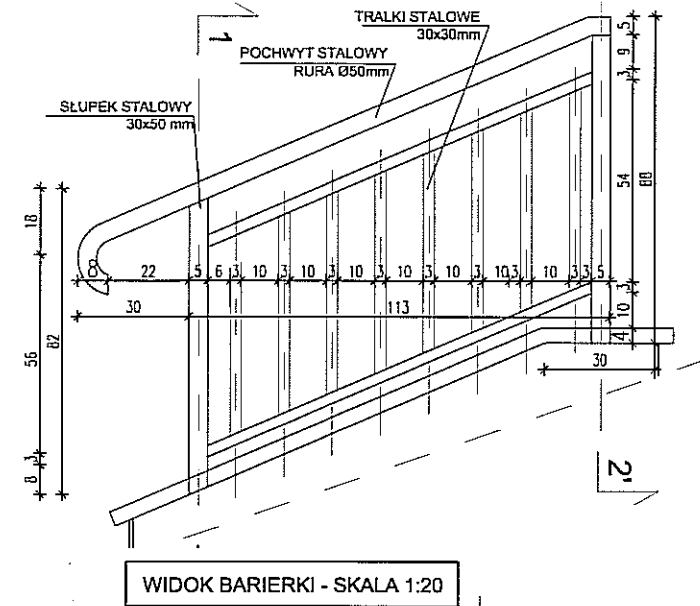 1
TRALKI STALOWE
30x30mm
POCHWYT STALOWY
RURA Ø50mm
SŁUPEK STALOWY
30x50 mm
5
9
3
54
88
3
10
4
18
56
82
3
8
8 22 5 6 3 10 3 10 3 10 3 10 3 10 3 10 3 10 3 3 5
30 113
30
2'
WIDOK BARIERKI - SKALA 1:20